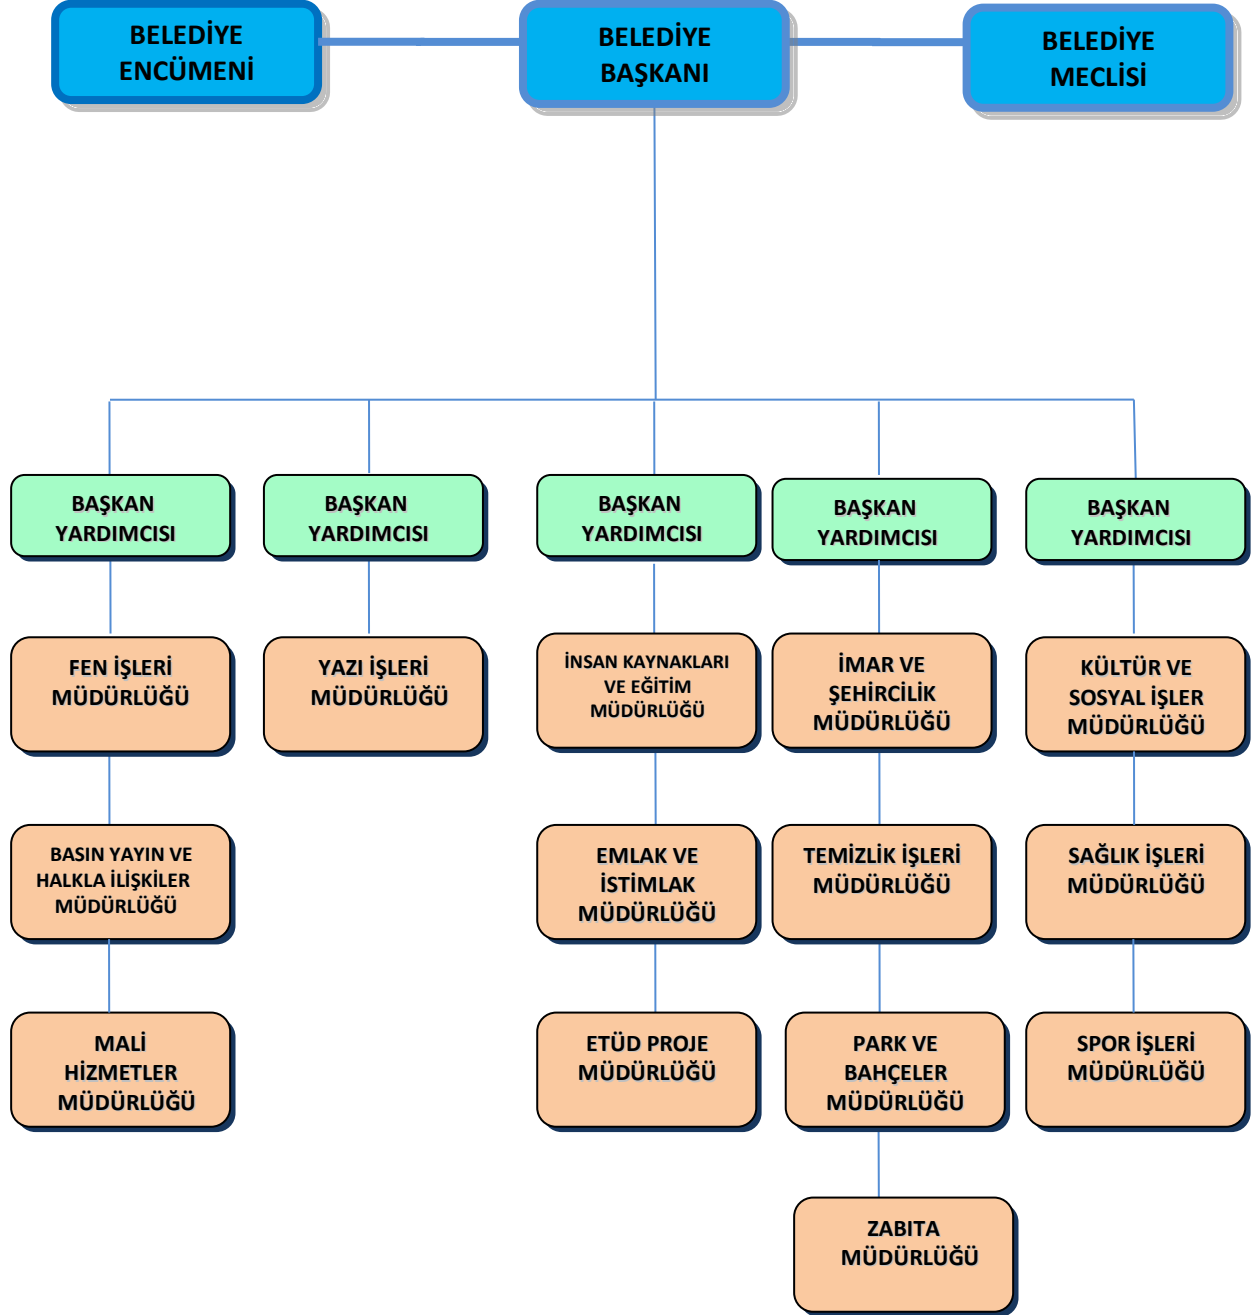 BELEDİYE
ENCÜMENİ
BELEDİYE
BAŞKANI
BELEDİYE
MECLİSİ
BAŞKAN
YARDIMCISI
BAŞKAN
YARDIMCISI
BAŞKAN
YARDIMCISI
BAŞKAN
YARDIMCISI
BAŞKAN
YARDIMCISI
FEN İŞLERİ
MÜDÜRLÜĞÜ
YAZI İŞLERİ
MÜDÜRLÜĞÜ
İNSAN KAYNAKLARI
VE EĞİTİM
MÜDÜRLÜĞÜ
İMAR VE
ŞEHİRCİLİK
MÜDÜRLÜĞÜ
KÜLTÜR VE
SOSYAL İŞLER
MÜDÜRLÜĞÜ
BASIN YAYIN VE
HALKLA İLİŞKİLER
MÜDÜRLÜĞÜ
EMLAK VE
İSTİMLAK
MÜDÜRLÜĞÜ
TEMİZLİK İŞLERİ
MÜDÜRLÜĞÜ
SAĞLIK İŞLERİ
MÜDÜRLÜĞÜ
MALİ
HİZMETLER
MÜDÜRLÜĞÜ
ETÜD PROJE
MÜDÜRLÜĞÜ
PARK VE
BAHÇELER
MÜDÜRLÜĞÜ
SPOR İŞLERİ
MÜDÜRLÜĞÜ
ZABITA
MÜDÜRLÜĞÜ